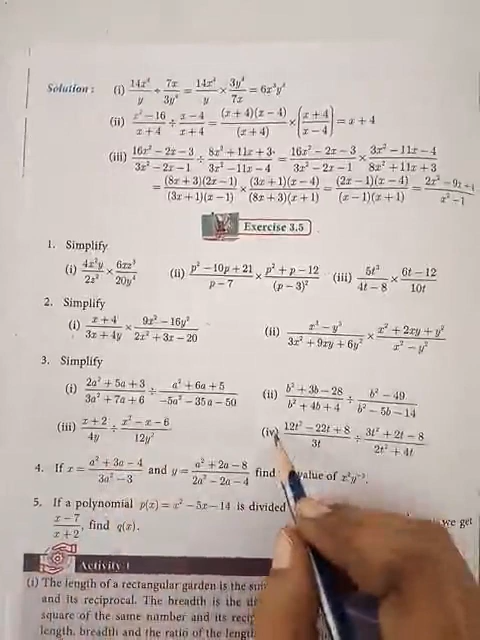 Solution : (i) 14x⁴/y ÷ 7x/3y⁴ = 14x⁴/y × 3y⁴/7x = 6x³y³
(ii) x²−16/x+4 ÷ x−4/x+4 = (x+4)(x−4)/(x+4) × (x+4/x−4) = x + 4
(iii) 16x²−2x−3/3x²−2x−1 ÷ 8x²+11x+3/3x²−11x−4 = 16x²−2x−3/3x²−2x−1 × 3x²−11x−4/8x²+11x+3
= (8x+3)(2x−1)/(3x+1)(x−1) × (3x+1)(x−4)/(8x+3)(x+1) = (2x−1)(x−4)/(x−1)(x+1) = 2x²−9x+4/x²−1
Exercise 3.5
1. Simplify
(i) 4x²y/2z² × 6xz³/20y⁴ (ii) p²−10p+21/p−7 × p²+p−12/(p−3)² (iii) 5t³/4t−8 × 6t−12/10t
2. Simplify
(i) x+4/3x+4y × 9x²−16y²/2x²+3x−20 (ii) x³−y³/3x²+9xy+6y² × x²+2xy+y²/x²−y²
3. Simplify
(i) 2a²+5a+3/2a²+7a+6 ÷ a²+6a+5/−5a²−35a−50 (ii) b²+3b−28/b²+4b+4 ÷ b²−49/b²−5b−14
(iii) x+2/4y ÷ x²−x−6/12y² (iv) 12t²−22t+8/3t ÷ 3t²+2t−8/2t²+4t
4. If x = a²+3a−4/3a²−3 and y = a²+2a−8/2a²−2a−4 find value of x²y⁻².
5. If a polynomial p(x) = x²−5x−14 is divided we get
x−7/x+2, find q(x).
Activity
(i) The length of a rectangular garden is the
and its reciprocal. The breadth is the
square of the same number and its
length, breadth and the ratio of the